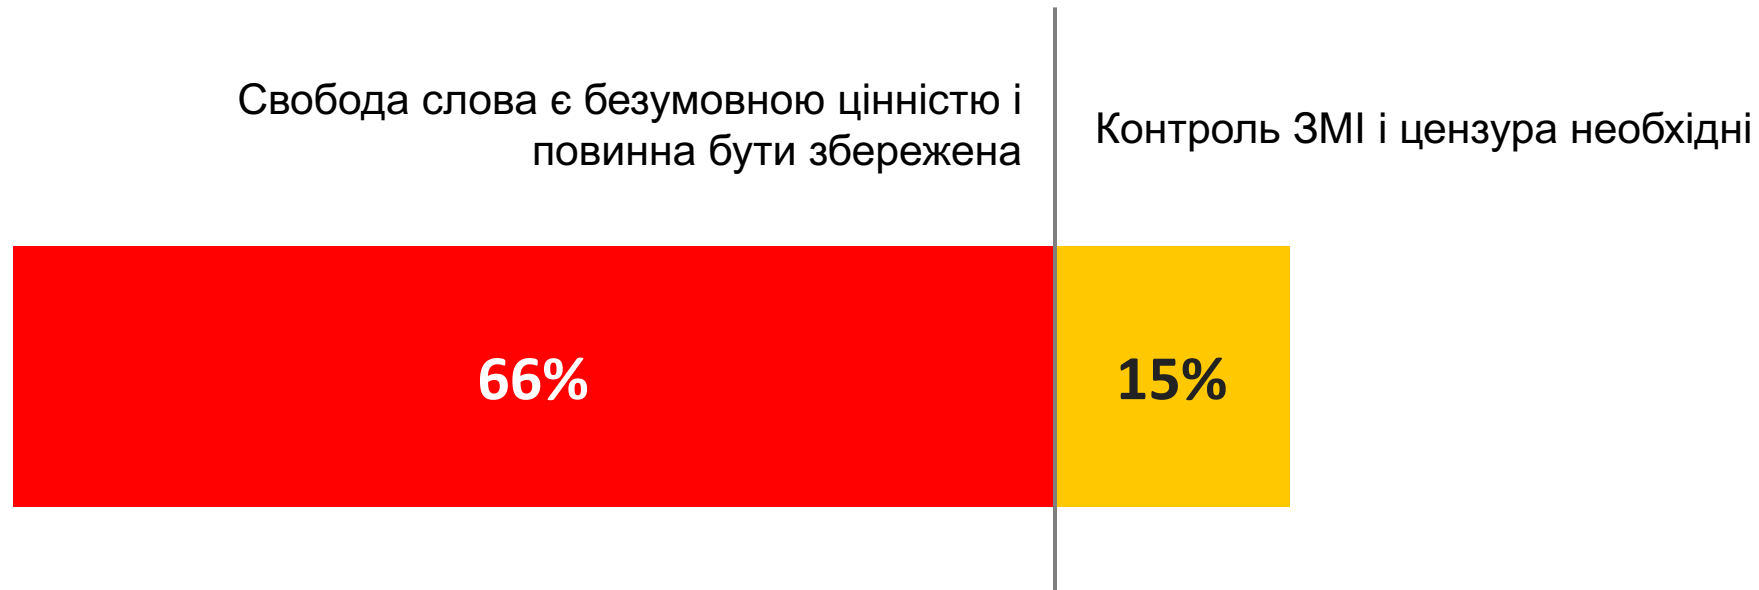 Свобода слова є безумовною цінністю і
повинна бути збережена
Контроль ЗМІ і цензура необхідні
66%
15%